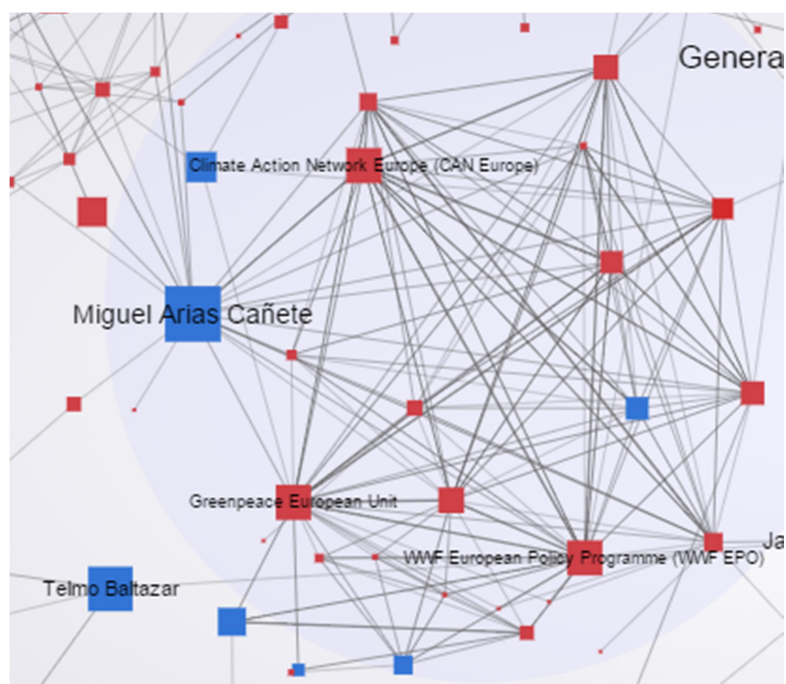 Genera
Climate Action Network Europe (CAN Europe)
Miguel Arias Cañete
Greenpeace European Unit
Ja
WWF European Policy Programme (WWF EPO)
Telmo Baltazar